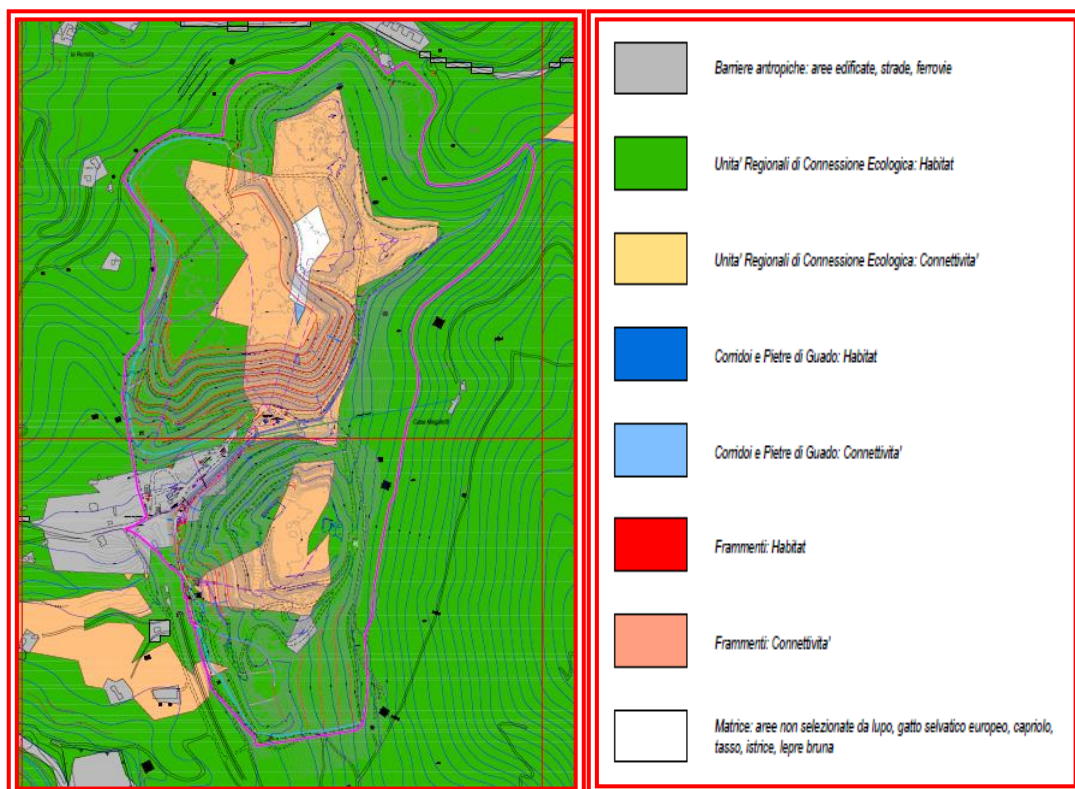 Barriere antropiche: aree edificate, strade, ferrovie
Unita' Regionali di Connessione Ecologica: Habitat
Unita' Regionali di Connessione Ecologica: Connettivita'
Corridoi e Pietre di Guado: Habitat
Corridoi e Pietre di Guado: Connettivita'
Frammenti: Habitat
Frammenti: Connettivita'
Matrice: aree non selezionate da lupo, gatto selvatico europeo, capriolo,
tasso, istrice, lepre bruna